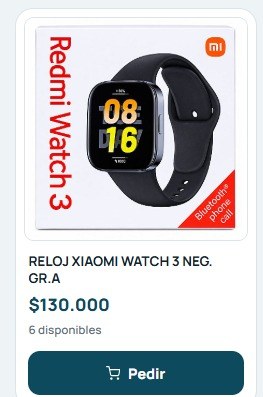 Redmi Watch 3
mi
08
16
Bluetooth®
phone
call
RELOJ XIAOMI WATCH 3 NEG.
GR.A
$130.000
6 disponibles
Pedir